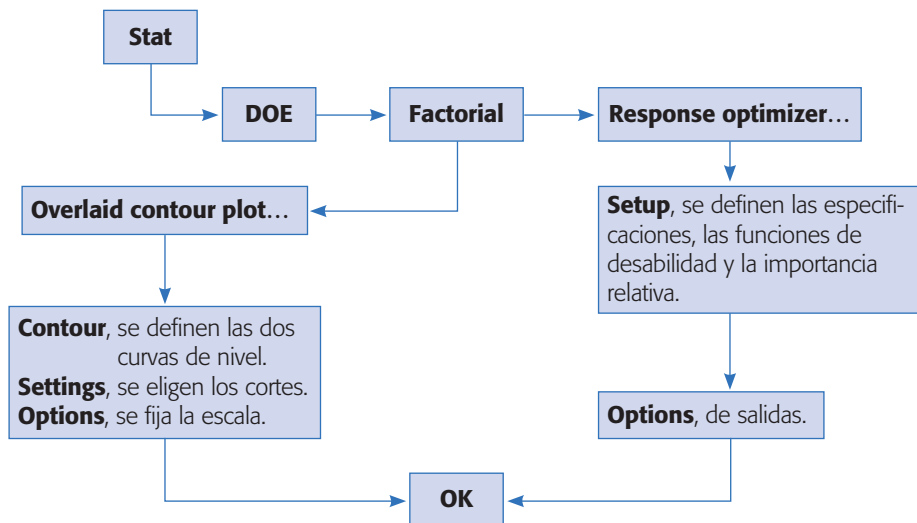 Stat
DOE
Factorial
Response optimizer...
Overlaid contour plot...
Setup, se definen las especifi-
caciones, las funciones de
desabilidad y la importancia
relativa.
Contour, se definen las dos
curvas de nivel.
Settings, se eligen los cortes.
Options, se fija la escala.
Options, de salidas.
OK